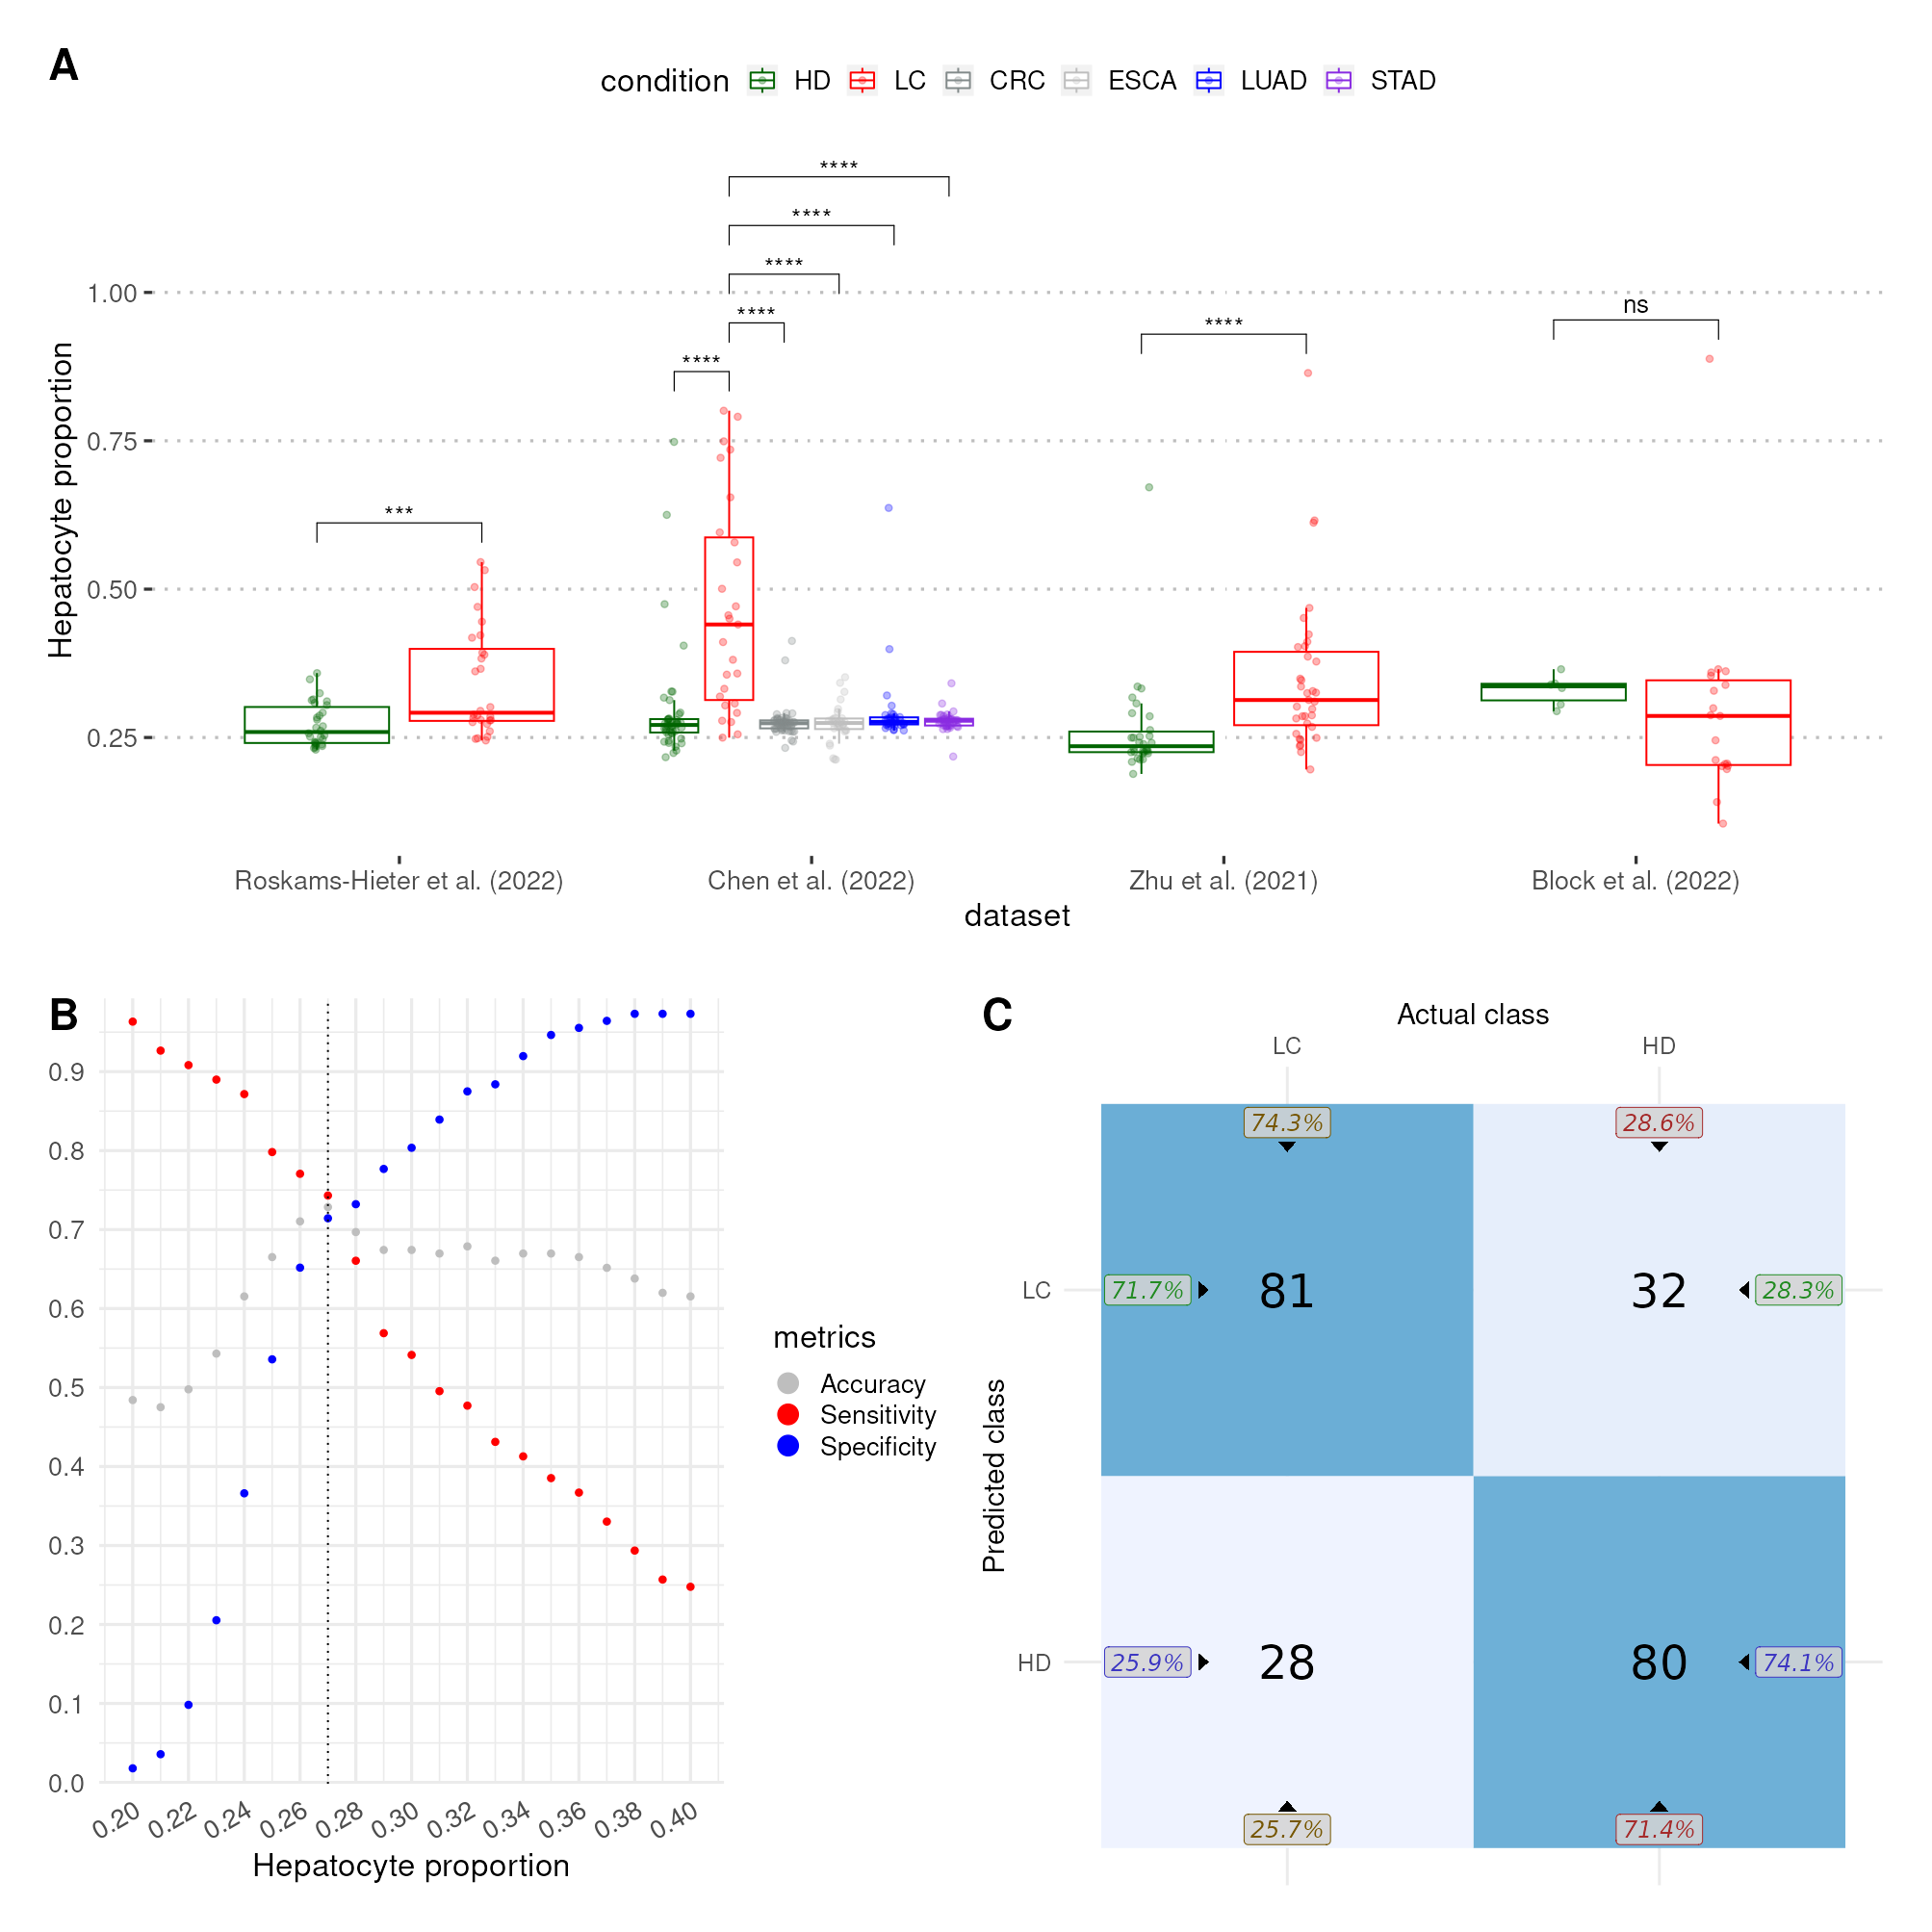 A
condition HD LC CRC ESCA LUAD STAD
****
****
****
****
****
***
****
ns
Hepatocyte proportion
1.00
0.75
0.50
0.25
Roskams-Hieter et al. (2022) Chen et al. (2022) Zhu et al. (2021) Block et al. (2022)
dataset
B
0.9
0.8
0.7
0.6
0.5
0.4
0.3
0.2
0.1
0.0
0.20 0.22 0.24 0.26 0.28 0.30 0.32 0.34 0.36 0.38 0.40
Hepatocyte proportion
metrics
Accuracy
Sensitivity
Specificity
C
Actual class
LC HD
74.3% 28.6%
LC 71.7% 81 32 28.3%
Predicted class
HD 25.9% 28 80 74.1%
25.7% 71.4%